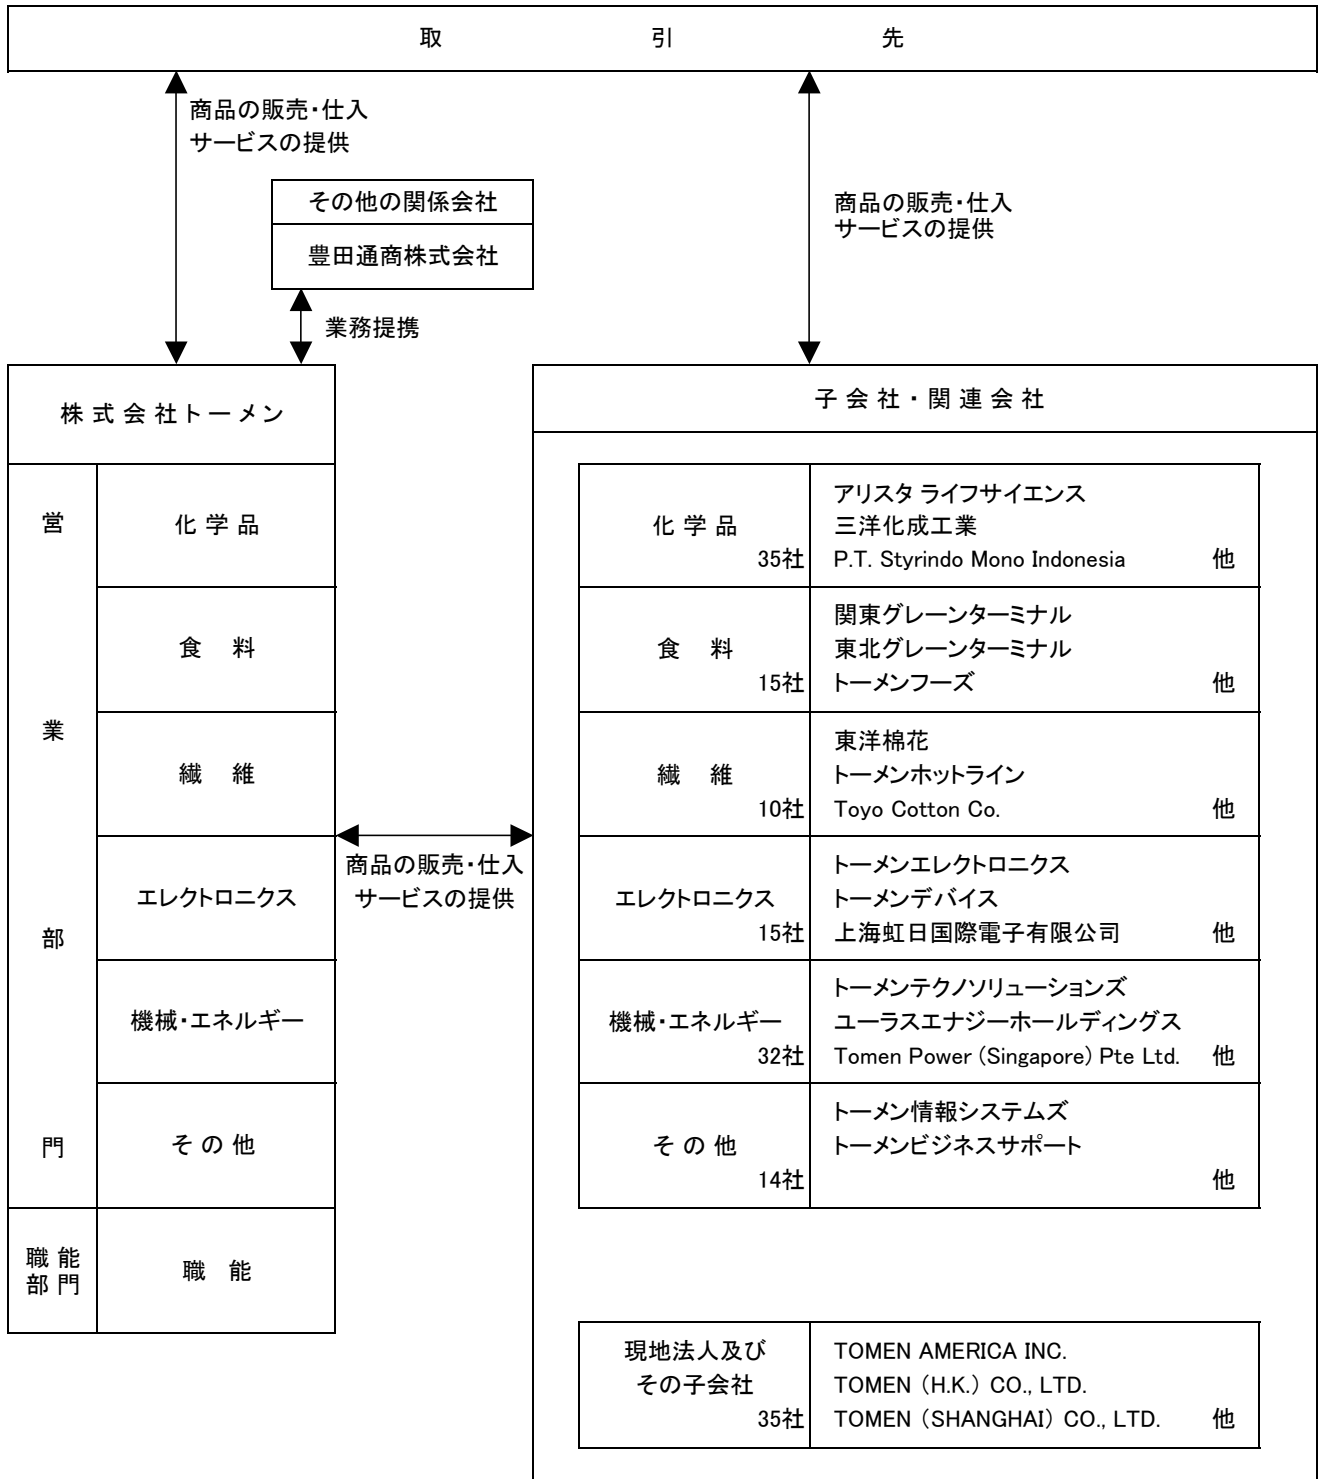 取引先
商品の販売・仕入
サービスの提供
その他の関係会社
豊田通商株式会社
業務提携
商品の販売・仕入
サービスの提供
株式会社トーメン
営業部門
化学品
食料
繊維
エレクトロニクス
機械・エネルギー
その他
職能
部門
職能
商品の販売・仕入
サービスの提供
子会社・関連会社
化学品
35社
アリスタ ライフサイエンス
三洋化成工業
P.T. Styrindo Mono Indonesia 他
食料
15社
関東グレーンターミナル
東北グレーンターミナル
トーメンフーズ 他
繊維
10社
東洋棉花
トーメンホットライン
Toyo Cotton Co. 他
エレクトロニクス
15社
トーメンエレクトロニクス
トーメンデバイス
上海虹日国際電子有限公司 他
機械・エネルギー
32社
トーメンテクノソリューションズ
ユーラスエナジーホールディングス
Tomen Power (Singapore) Pte Ltd. 他
その他
14社
トーメン情報システムズ
トーメンビジネスサポート
他
現地法人及び
その子会社
35社
TOMEN AMERICA INC.
TOMEN (H.K.) CO., LTD.
TOMEN (SHANGHAI) CO., LTD. 他